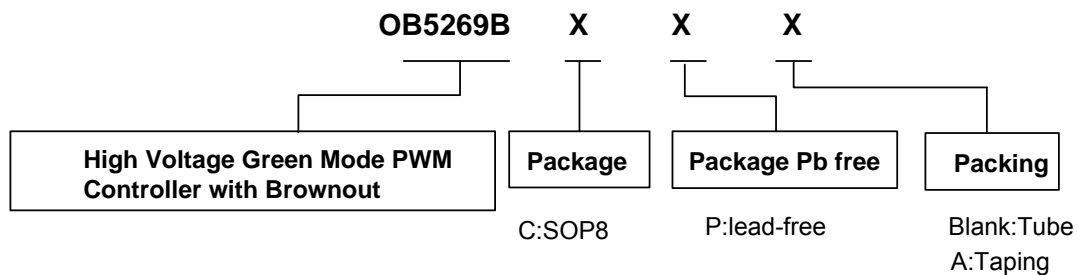 OB5269B X X X
High Voltage Green Mode PWM
Controller with Brownout
Package
Package Pb free
Packing
C:SOP8
P:lead-free
Blank:Tube
A:Taping